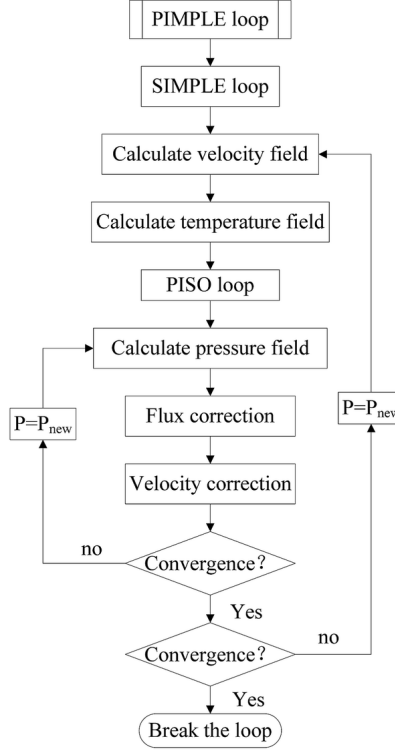 PIMPLE loop
SIMPLE loop
Calculate velocity field
Calculate temperature field
PISO loop
Calculate pressure field
P=Pnew
P=Pnew
Flux correction
Velocity correction
no
Convergence?
Yes
Convergence?
no
Yes
Break the loop